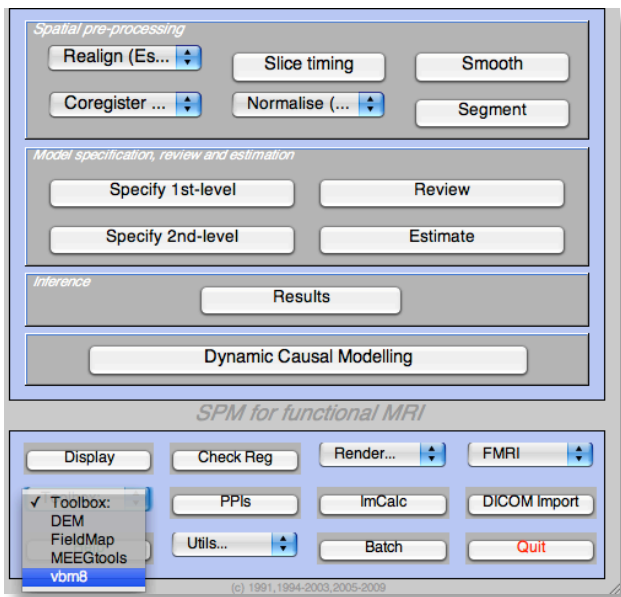 Spatial pre-processing
Realign (Es...
Slice timing
Smooth
Coregister ...
Normalise (...
Segment
Model specification, review and estimation
Specify 1st-level
Review
Specify 2nd-level
Estimate
Inference
Results
Dynamic Causal Modelling
SPM for functional MRI
Display
Check Reg
Render...
FMRI
✓ Toolbox:
PPIs
ImCalc
DICOM Import
DEM
FieldMap
MEEGtools
vbm8
Utils...
Batch
Quit
(c) 1991,1994-2003,2005-2009